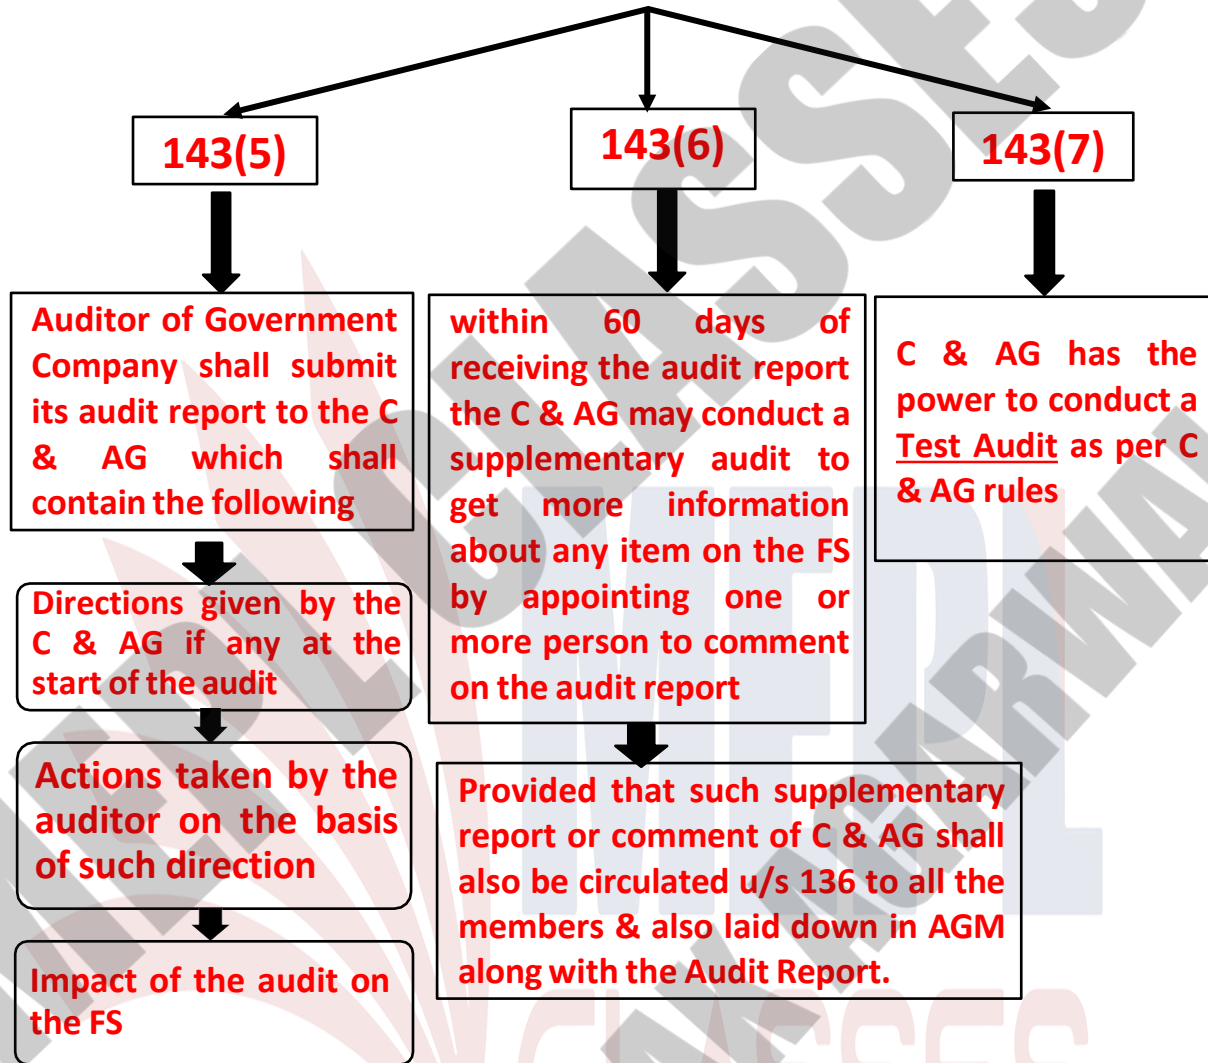 143(5)
143(6)
143(7)
Auditor of Government
Company shall submit
its audit report to the C
& AG which shall
contain the following
Directions given by the
C & AG if any at the
start of the audit
Actions taken by the
auditor on the basis
of such direction
Impact of the audit on
the FS
within 60 days of
receiving the audit report
the C & AG may conduct a
supplementary audit to
get more information
about any item on the FS
by appointing one or
more person to comment
on the audit report
Provided that such supplementary
report or comment of C & AG shall
also be circulated u/s 136 to all the
members & also laid down in AGM
along with the Audit Report.
C & AG has the
power to conduct a
Test Audit as per C
& AG rules
MEPL CLASSES
AK AGARWAL
MEPL
CLASSES